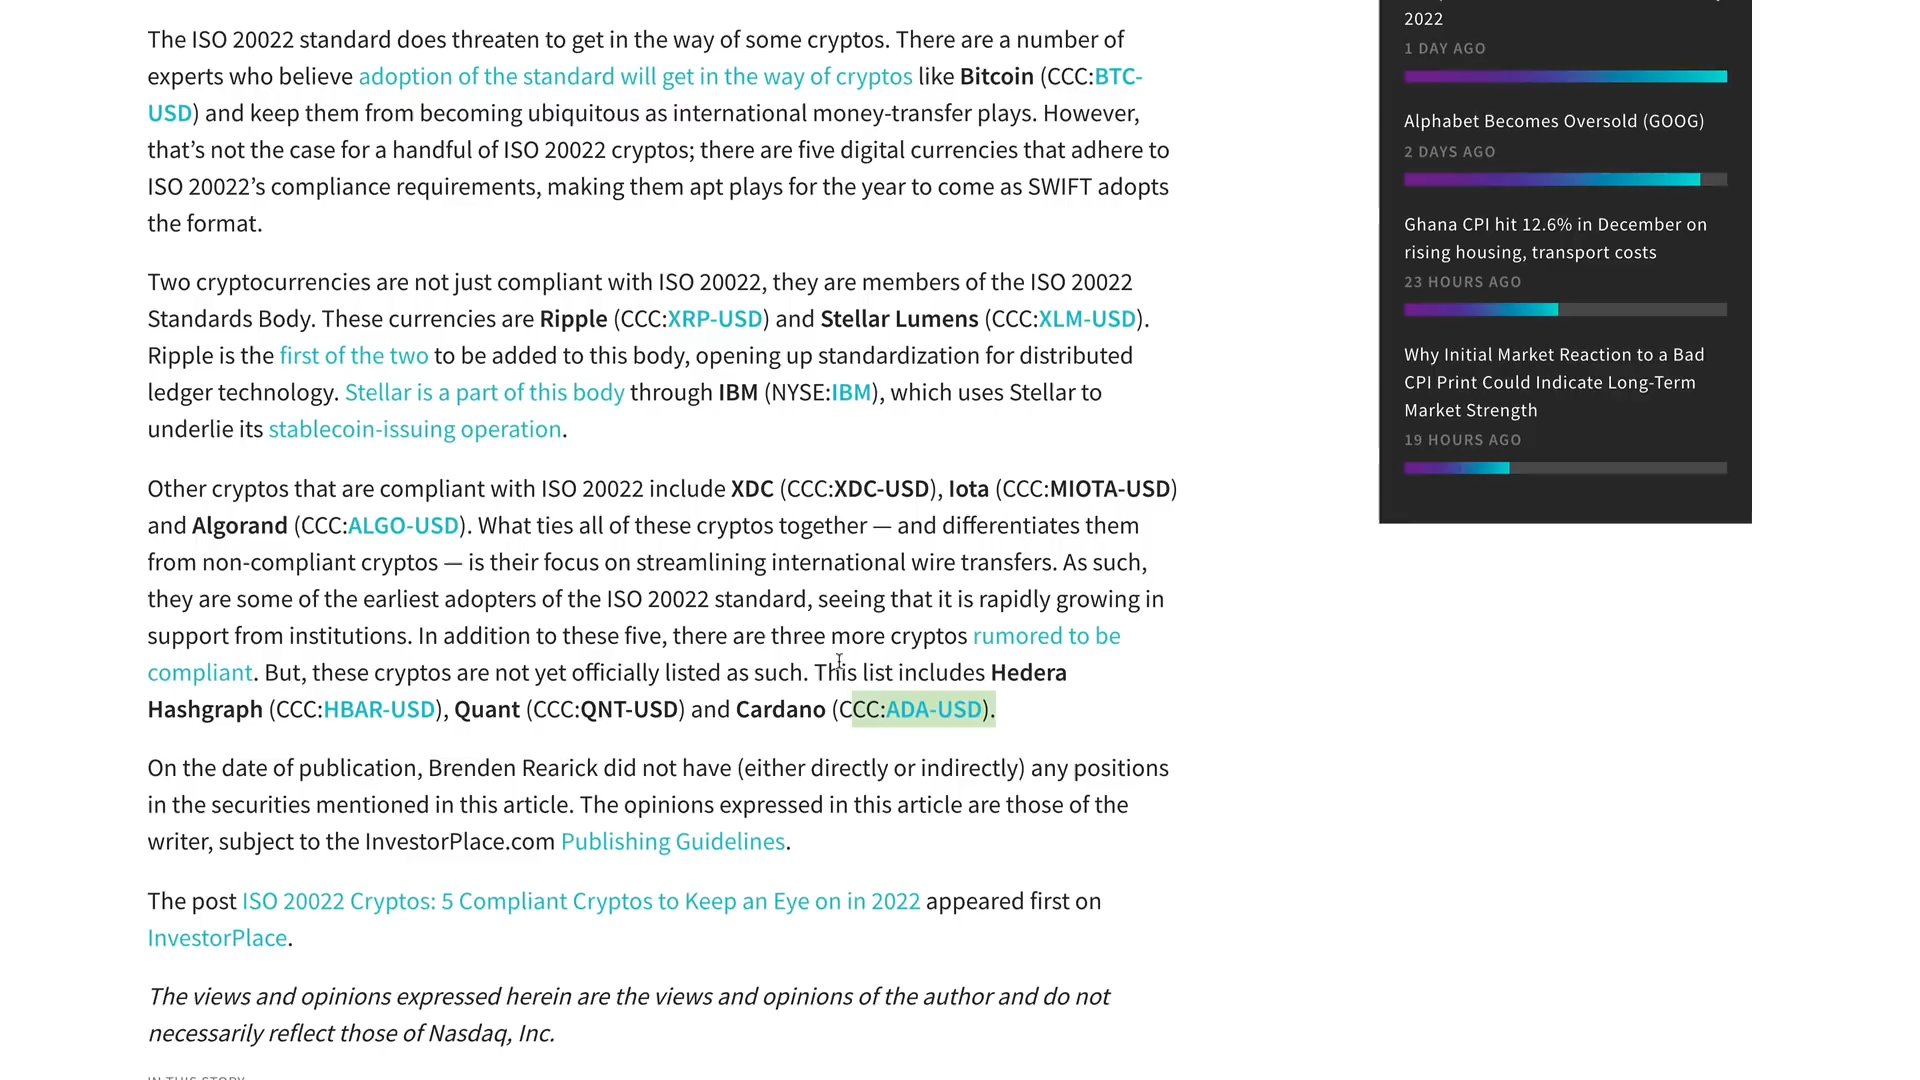 The ISO 20022 standard does threaten to get in the way of some cryptos. There are a number of
experts who believe adoption of the standard will get in the way of cryptos like Bitcoin (CCC:BTC-
USD) and keep them from becoming ubiquitous as international money-transfer plays. However,
that’s not the case for a handful of ISO 20022 cryptos; there are five digital currencies that adhere to
ISO 20022’s compliance requirements, making them apt plays for the year to come as SWIFT adopts
the format.
Two cryptocurrencies are not just compliant with ISO 20022, they are members of the ISO 20022
Standards Body. These currencies are Ripple (CCC:XRP-USD) and Stellar Lumens (CCC:XLM-USD).
Ripple is the first of the two to be added to this body, opening up standardization for distributed
ledger technology. Stellar is a part of this body through IBM (NYSE:IBM), which uses Stellar to
underlie its stablecoin-issuing operation.
Other cryptos that are compliant with ISO 20022 include XDC (CCC:XDC-USD), Iota (CCC:MIOTA-USD)
and Algorand (CCC:ALGO-USD). What ties all of these cryptos together — and differentiates them
from non-compliant cryptos — is their focus on streamlining international wire transfers. As such,
they are some of the earliest adopters of the ISO 20022 standard, seeing that it is rapidly growing in
support from institutions. In addition to these five, there are three more cryptos rumored to be
compliant. But, these cryptos are not yet officially listed as such. This list includes Hedera
Hashgraph (CCC:HBAR-USD), Quant (CCC:QNT-USD) and Cardano (CCC:ADA-USD).
On the date of publication, Brenden Rearick did not have (either directly or indirectly) any positions
in the securities mentioned in this article. The opinions expressed in this article are those of the
writer, subject to the InvestorPlace.com Publishing Guidelines.
The post ISO 20022 Cryptos: 5 Compliant Cryptos to Keep an Eye on in 2022 appeared first on
InvestorPlace.
The views and opinions expressed herein are the views and opinions of the author and do not
necessarily reflect those of Nasdaq, Inc.
IN THIS STORY
2022
1 DAY AGO
Alphabet Becomes Oversold (GOOG)
2 DAYS AGO
Ghana CPI hit 12.6% in December on
rising housing, transport costs
23 HOURS AGO
Why Initial Market Reaction to a Bad
CPI Print Could Indicate Long-Term
Market Strength
19 HOURS AGO